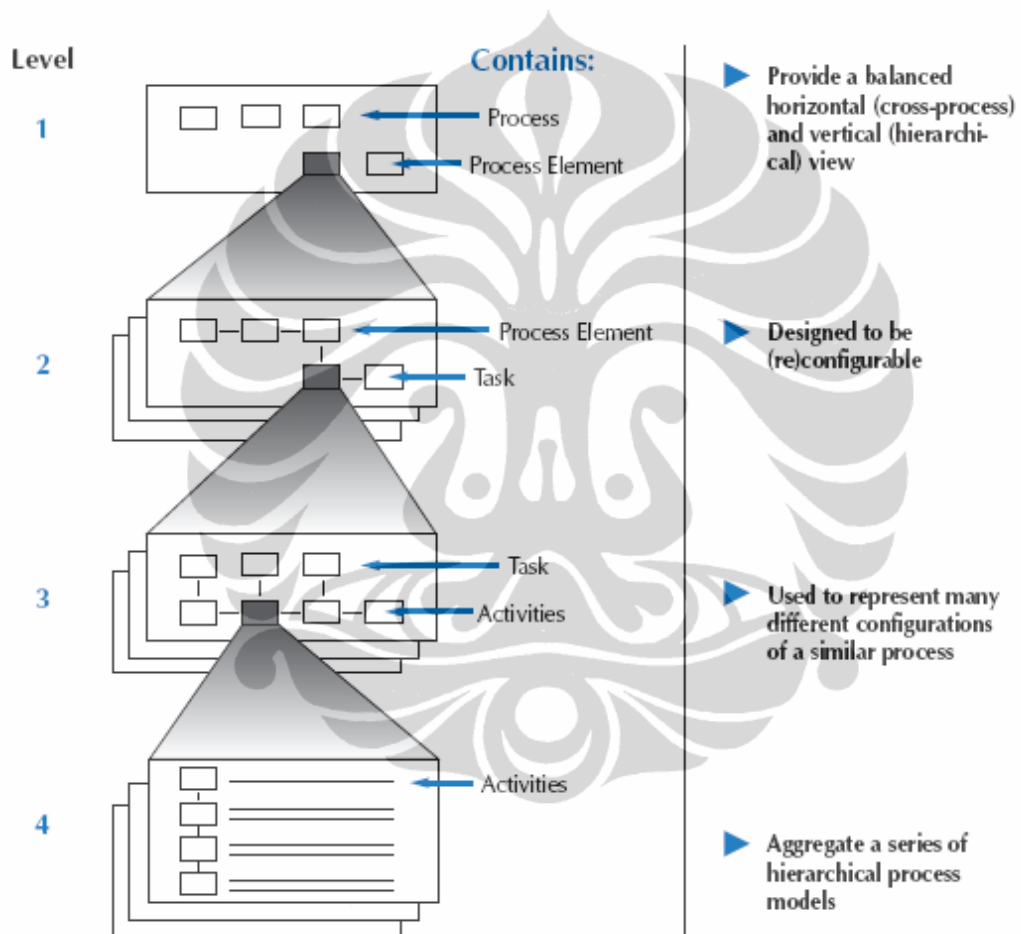 Level
Contains:
1
Process
Process Element
2
Process Element
Task
3
Task
Activities
4
Activities
Provide a balanced
horizontal (cross-process)
and vertical (hierarchi-
cal) view
Designed to be
(re)configurable
Used to represent many
different configurations
of a similar process
Aggregate a series of
hierarchical process
models